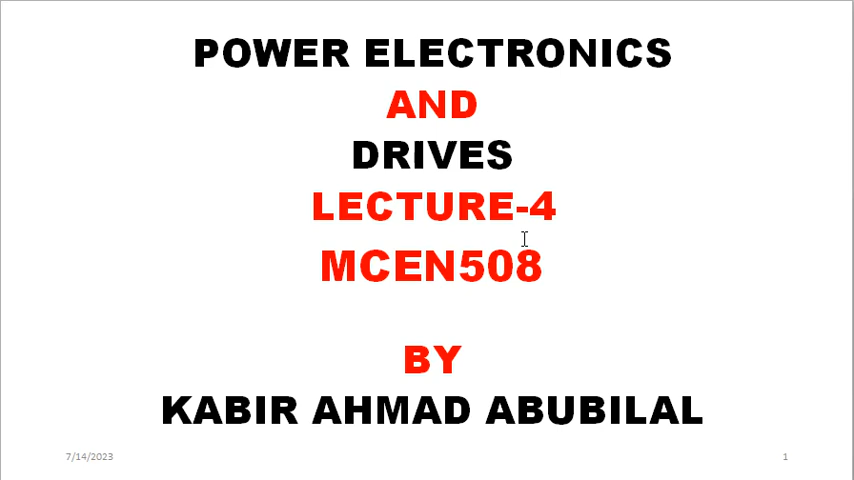 POWER ELECTRONICS
AND
DRIVES
LECTURE-4
MCEN508
BY
KABIR AHMAD ABUBILAL
7/14/2023
1